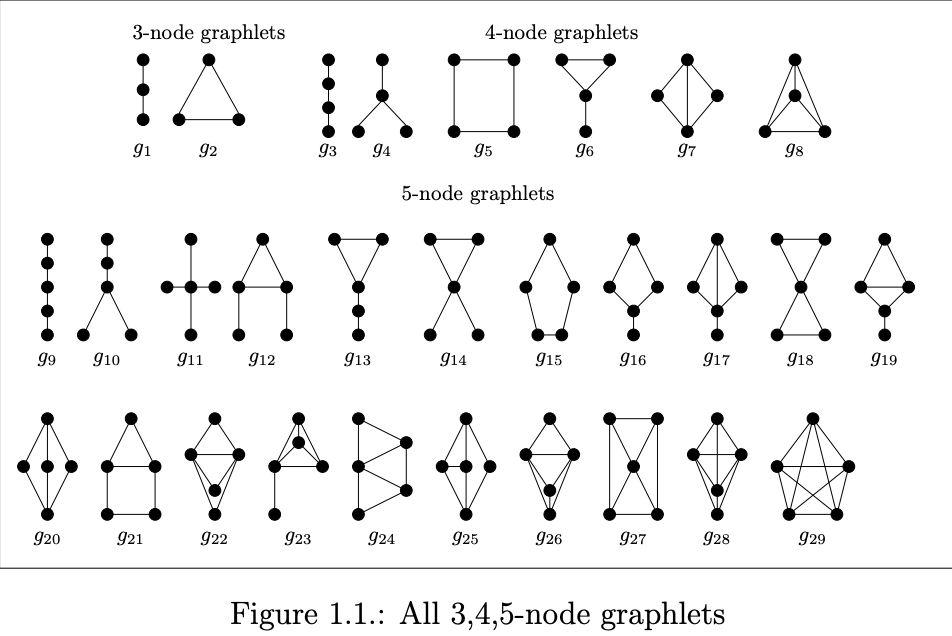 3-node graphlets 4-node graphlets
g1 g2 g3 g4 g5 g6 g7 g8
5-node graphlets
g9 g10 g11 g12 g13 g14 g15 g16 g17 g18 g19
g20 g21 g22 g23 g24 g25 g26 g27 g28 g29
Figure 1.1.: All 3,4,5-node graphlets